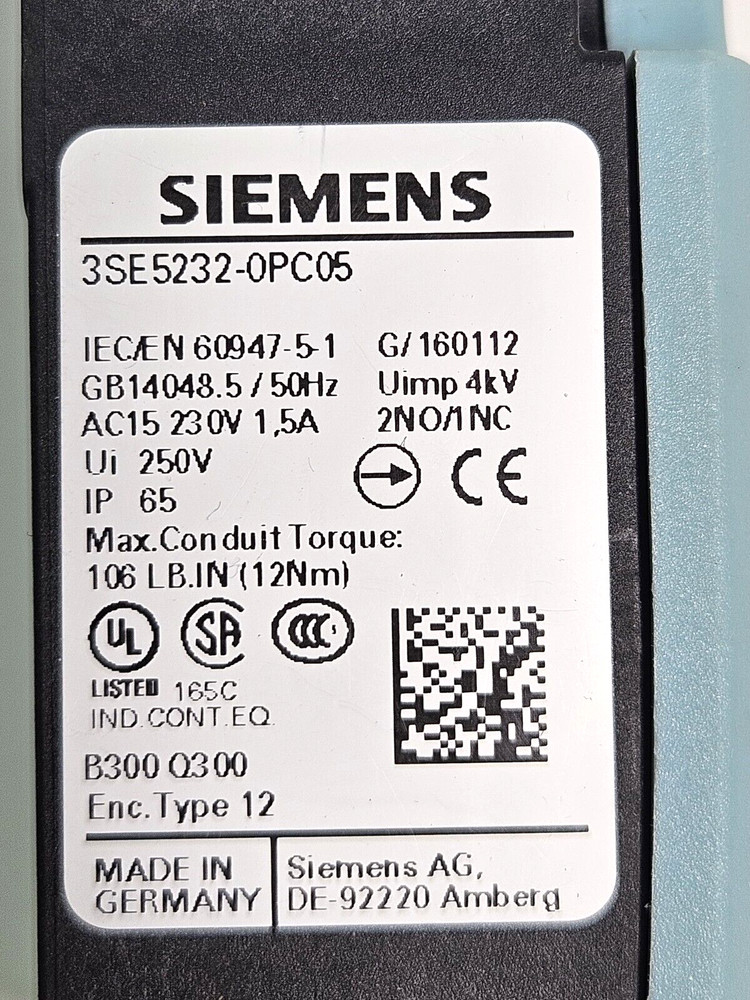 SIEMENS
3SE5232-0PC05
IEC/EN 60947-5-1 G/160112
GB14048.5 / 50Hz Uimp 4kV
AC15 230V 1,5A 2NO/1NC
Ui 250V
IP 65
CE
Max.Conduit Torque:
106 LB.IN (12Nm)
UL SA CCC
LISTED 165C
IND.CONT.EQ.
B300 Q300
Enc.Type 12
MADE IN
GERMANY
Siemens AG,
DE-92220 Amberg